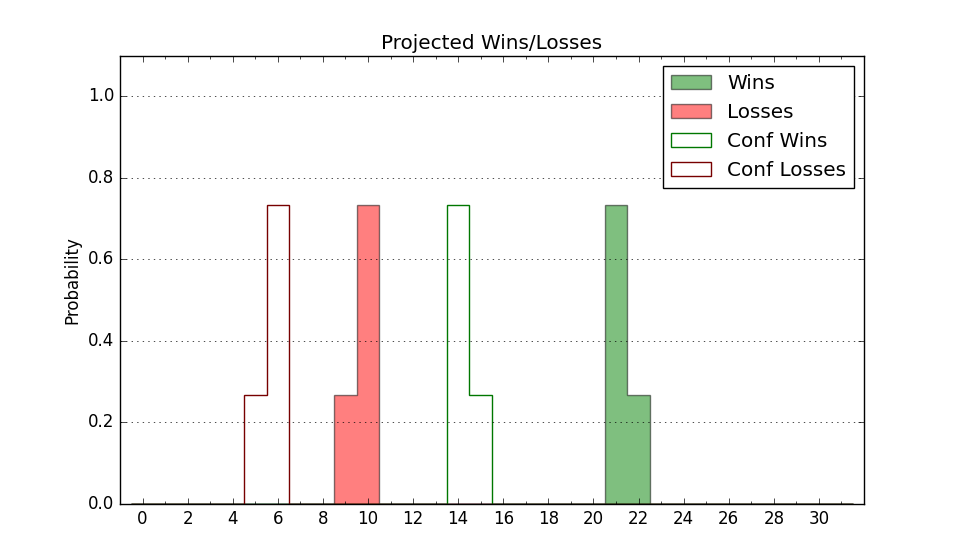 Projected Wins/Losses
Wins
Losses
Conf Wins
Conf Losses
Probability
1.0
0.8
0.6
0.4
0.2
0.0
0 2 4 6 8 10 12 14 16 18 20 22 24 26 28 30